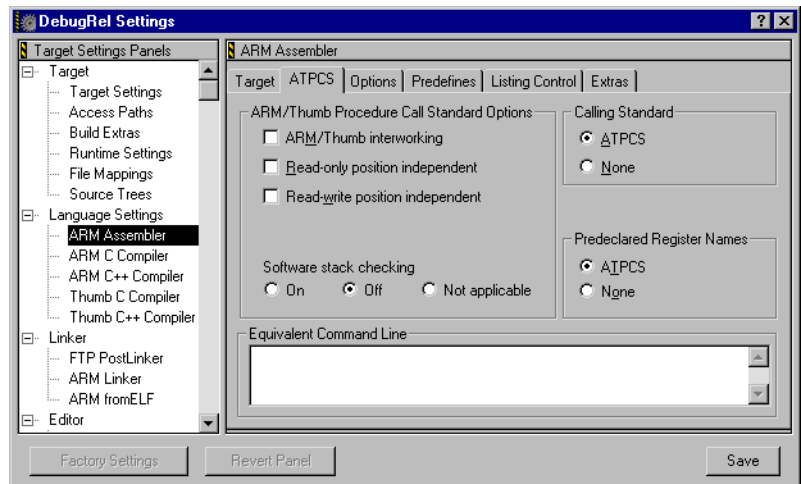 DebugRel Settings
Target Settings Panels
Target
Target Settings
Access Paths
Build Extras
Runtime Settings
File Mappings
Source Trees
Language Settings
ARM Assembler
ARM C Compiler
ARM C++ Compiler
Thumb C Compiler
Thumb C++ Compiler
Linker
FTP PostLinker
ARM Linker
ARM fromELF
Editor
ARM Assembler
Target ATPCS Options Predefines Listing Control Extras
ARM/Thumb Procedure Call Standard Options
ARM/Thumb interworking
Read-only position independent
Read-write position independent
Software stack checking
On Off Not applicable
Calling Standard
ATPCS
None
Predeclared Register Names
ATPCS
None
Equivalent Command Line
Factory Settings Revert Panel Save